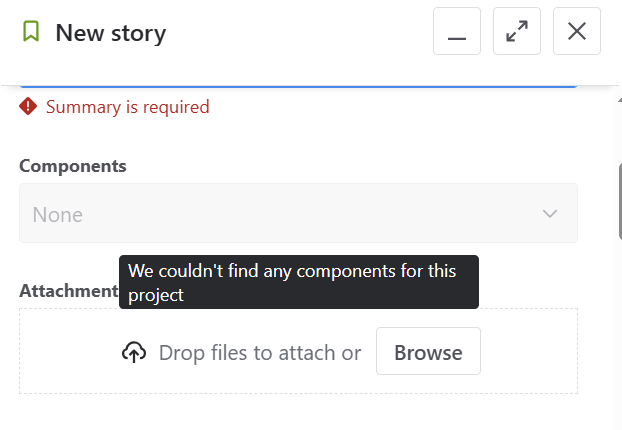 New story
Summary is required
Components
None
We couldn't find any components for this
project
Attachment
Drop files to attach or
Browse